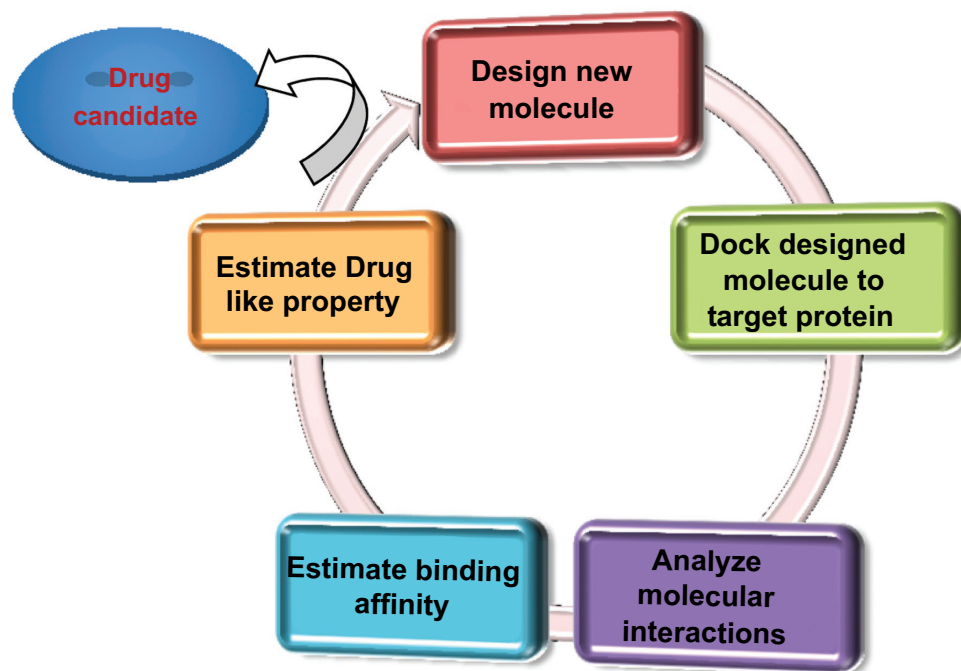 Drug
candidate
Design new
molecule
Dock designed
molecule to
target protein
Analyze
molecular
interactions
Estimate binding
affinity
Estimate Drug
like property